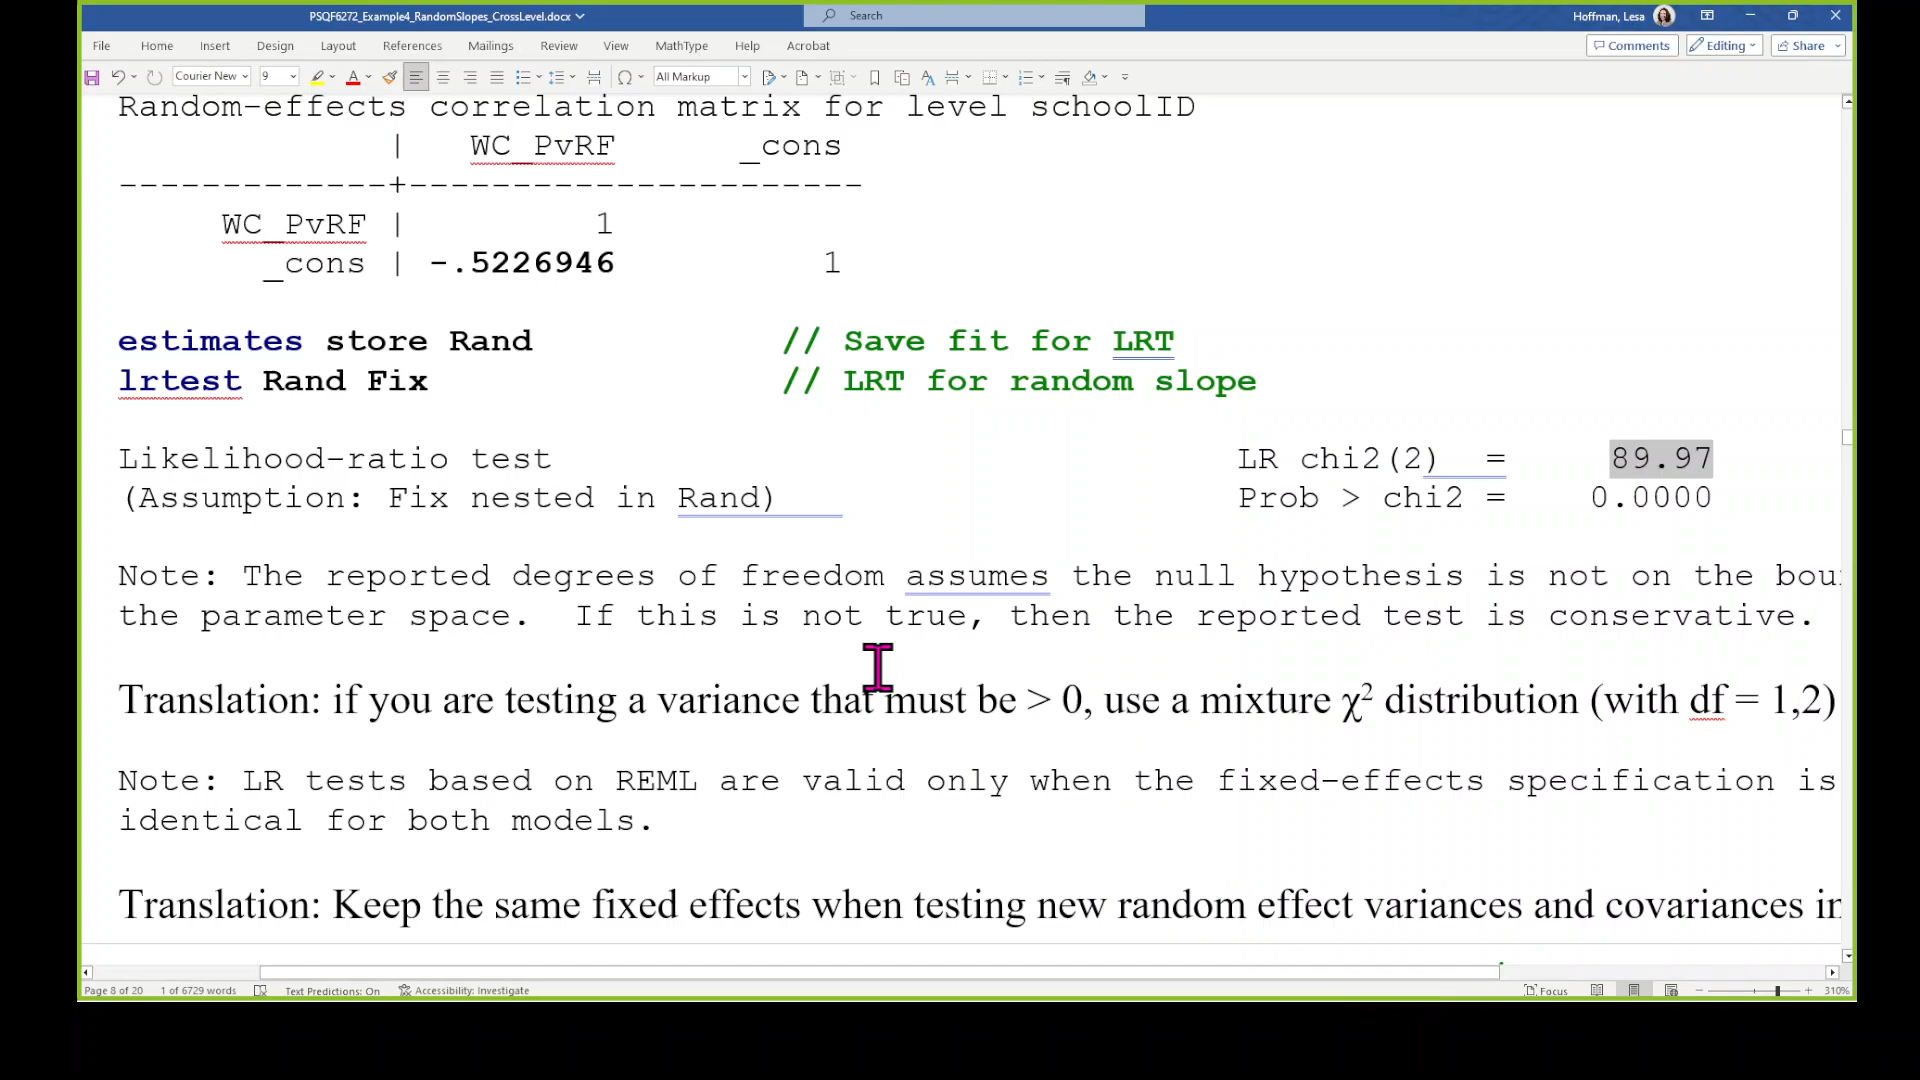 PSQF6272_Example4_RandomSlopes_CrossLevel.docx
Search
Hoffman, Lesa
File Home Insert Design Layout References Mailings Review View MathType Help Acrobat
Comments Editing Share
Courier New 9 All Markup
Random-effects correlation matrix for level schoolID
| WC_PvRF _cons
-------------+----------------------
WC_PvRF | 1
_cons | -.5226946 1
estimates store Rand // Save fit for LRT
lrtest Rand Fix // LRT for random slope
Likelihood-ratio test LR chi2(2) = 89.97
(Assumption: Fix nested in Rand) Prob > chi2 = 0.0000
Note: The reported degrees of freedom assumes the null hypothesis is not on the bou
the parameter space. If this is not true, then the reported test is conservative.
Translation: if you are testing a variance that must be > 0, use a mixture χ² distribution (with df = 1,2)
Note: LR tests based on REML are valid only when the fixed-effects specification is
identical for both models.
Translation: Keep the same fixed effects when testing new random effect variances and covariances in
Page 8 of 20 1 of 6729 words Text Predictions: On Accessibility: Investigate Focus 310%